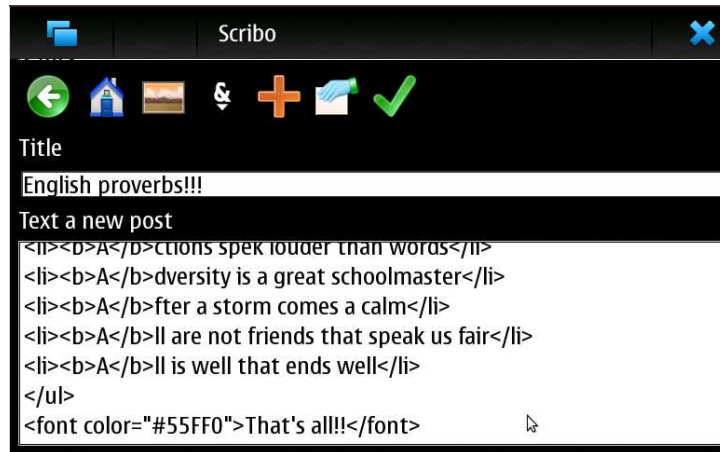 Scribo
&
Title
English proverbs!!!
Text a new post
<li><b>A</b>ctions spek louder than words</li>
<li><b>A</b>dversity is a great schoolmaster</li>
<li><b>A</b>fter a storm comes a calm</li>
<li><b>A</b>ll are not friends that speak us fair</li>
<li><b>A</b>ll is well that ends well</li>
</ul>
<font color="#55FF0">That's all!!</font>